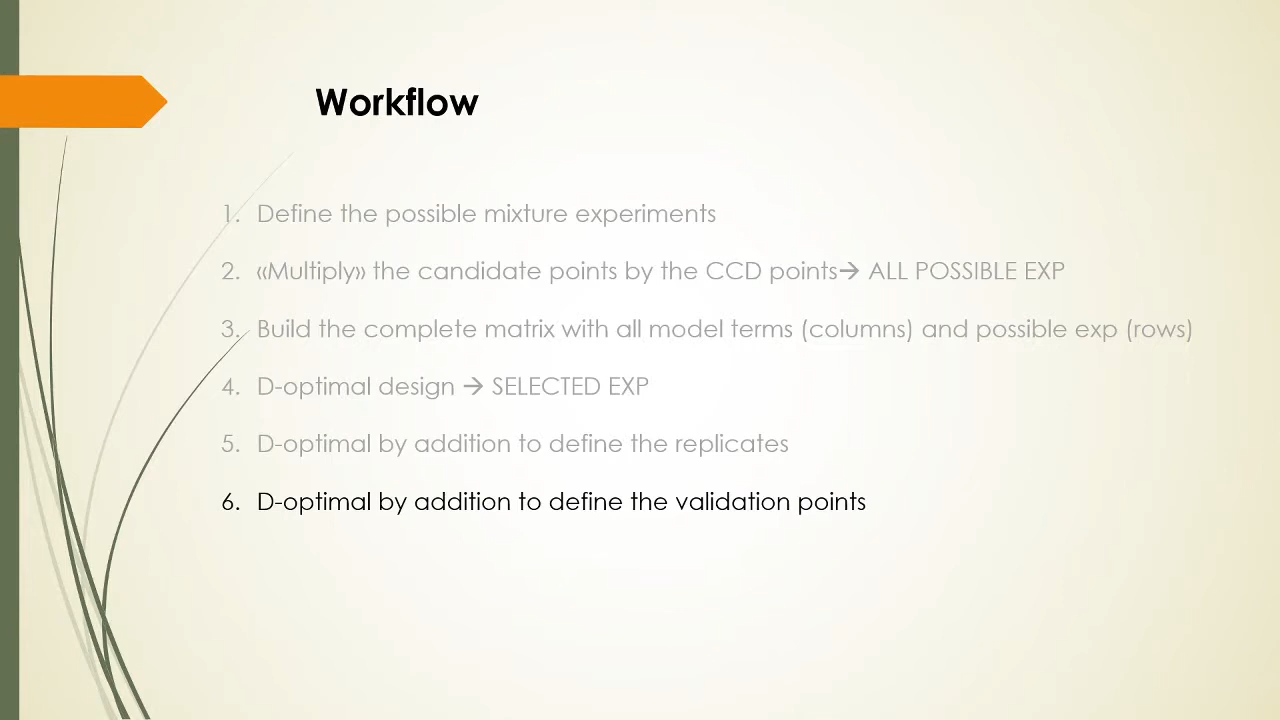 Workflow
1. Define the possible mixture experiments
2. «Multiply» the candidate points by the CCD points→ ALL POSSIBLE EXP
3. Build the complete matrix with all model terms (columns) and possible exp (rows)
4. D-optimal design → SELECTED EXP
5. D-optimal by addition to define the replicates
6. D-optimal by addition to define the validation points